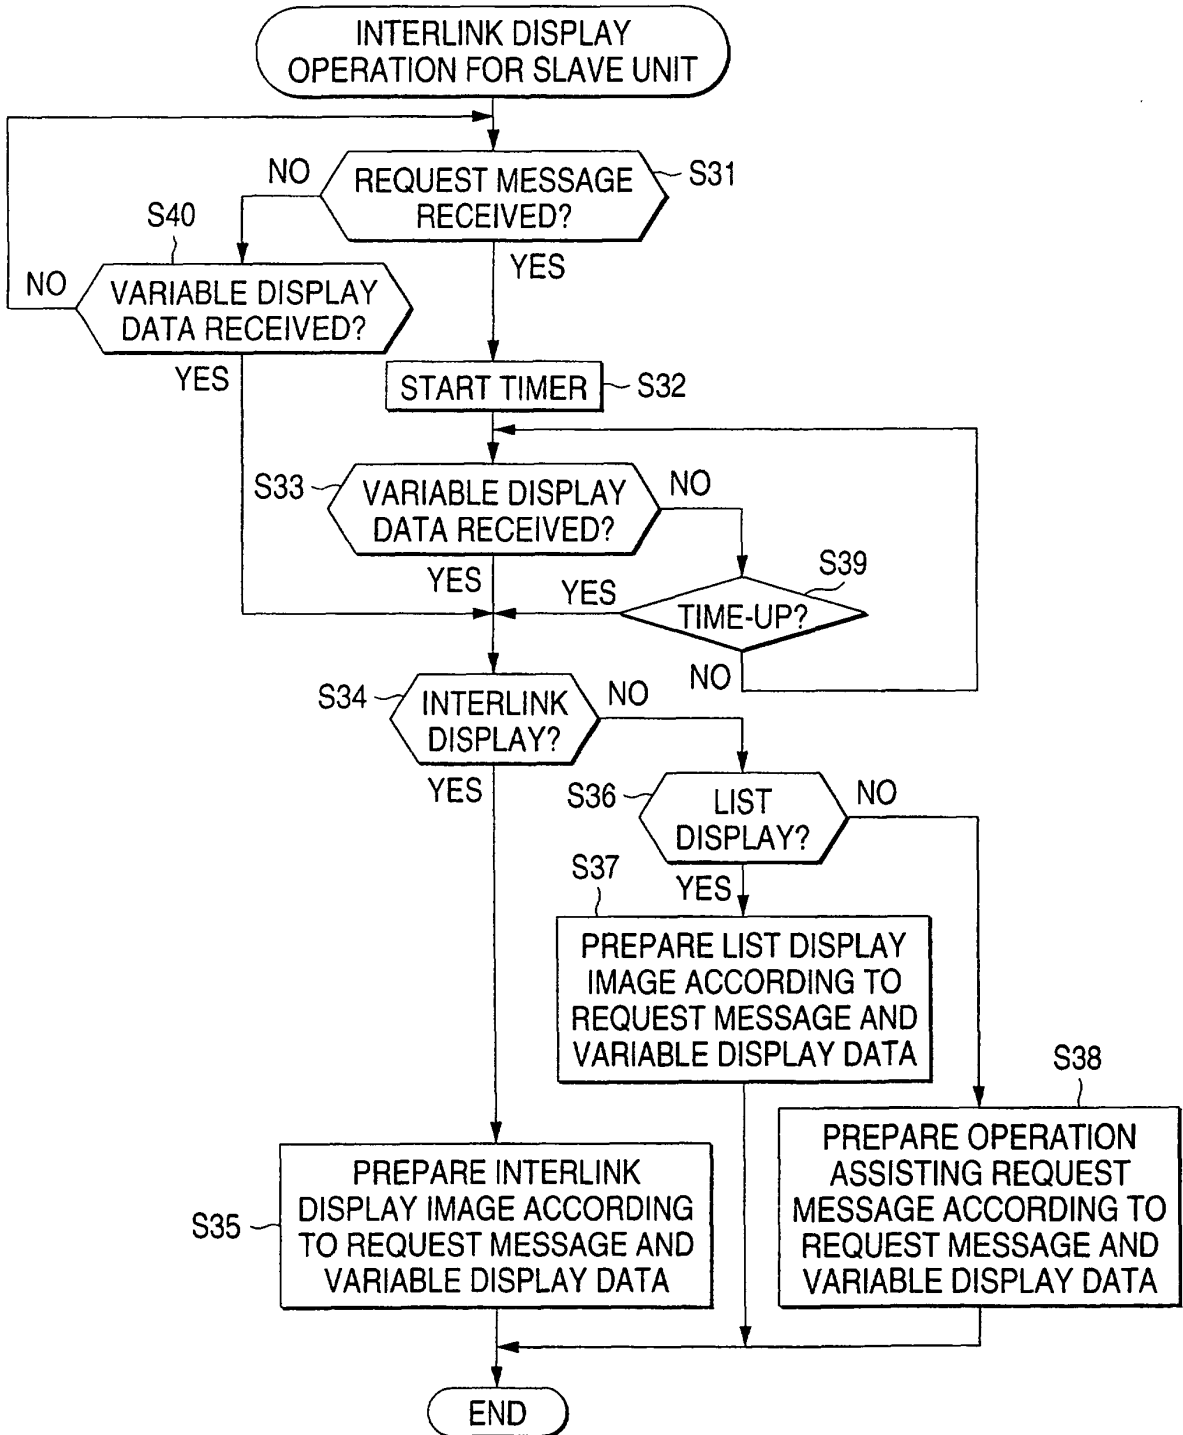 INTERLINK DISPLAY
OPERATION FOR SLAVE UNIT
NO
REQUEST MESSAGE
RECEIVED?
S31
S40
YES
NO
VARIABLE DISPLAY
DATA RECEIVED?
YES
START TIMER
S32
S33
VARIABLE DISPLAY
DATA RECEIVED?
NO
YES
YES
S39
TIME-UP?
NO
S34
INTERLINK
DISPLAY?
NO
YES
S36
LIST
DISPLAY?
NO
S37
YES
PREPARE LIST DISPLAY
IMAGE ACCORDING TO
REQUEST MESSAGE AND
VARIABLE DISPLAY DATA
S38
PREPARE OPERATION
ASSISTING REQUEST
MESSAGE ACCORDING TO
REQUEST MESSAGE AND
VARIABLE DISPLAY DATA
S35
PREPARE INTERLINK
DISPLAY IMAGE ACCORDING
TO REQUEST MESSAGE AND
VARIABLE DISPLAY DATA
END